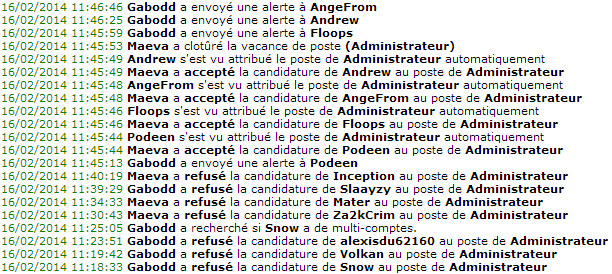 16/02/2014 11:46:46 Gabodd a envoyé une alerte à AngeFrom
16/02/2014 11:46:25 Gabodd a envoyé une alerte à Andrew
16/02/2014 11:45:59 Gabodd a envoyé une alerte à Floops
16/02/2014 11:45:53 Maeva a clotûré la vacance de poste (Administrateur)
16/02/2014 11:45:49 Andrew s'est vu attribué le poste de Administrateur automatiquement
16/02/2014 11:45:49 Maeva a accepté la candidature de Andrew au poste de Administrateur
16/02/2014 11:45:48 AngeFrom s'est vu attribué le poste de Administrateur automatiquement
16/02/2014 11:45:48 Maeva a accepté la candidature de AngeFrom au poste de Administrateur
16/02/2014 11:45:46 Floops s'est vu attribué le poste de Administrateur automatiquement
16/02/2014 11:45:46 Maeva a accepté la candidature de Floops au poste de Administrateur
16/02/2014 11:45:44 Podeen s'est vu attribué le poste de Administrateur automatiquement
16/02/2014 11:45:44 Maeva a accepté la candidature de Podeen au poste de Administrateur
16/02/2014 11:45:13 Gabodd a envoyé une alerte à Podeen
16/02/2014 11:40:19 Maeva a refusé la candidature de Inception au poste de Administrateur
16/02/2014 11:39:29 Gabodd a refusé la candidature de Slaayzy au poste de Administrateur
16/02/2014 11:34:33 Maeva a refusé la candidature de Mater au poste de Administrateur
16/02/2014 11:30:43 Maeva a refusé la candidature de Za2kCrim au poste de Administrateur
16/02/2014 11:25:05 Gabodd a recherché si Snow a de multi-comptes.
16/02/2014 11:23:51 Gabodd a refusé la candidature de alexisdu62160 au poste de Administrateur
16/02/2014 11:19:42 Gabodd a refusé la candidature de Volkan au poste de Administrateur
16/02/2014 11:18:33 Gabodd a refusé la candidature de Snow au poste de Administrateur